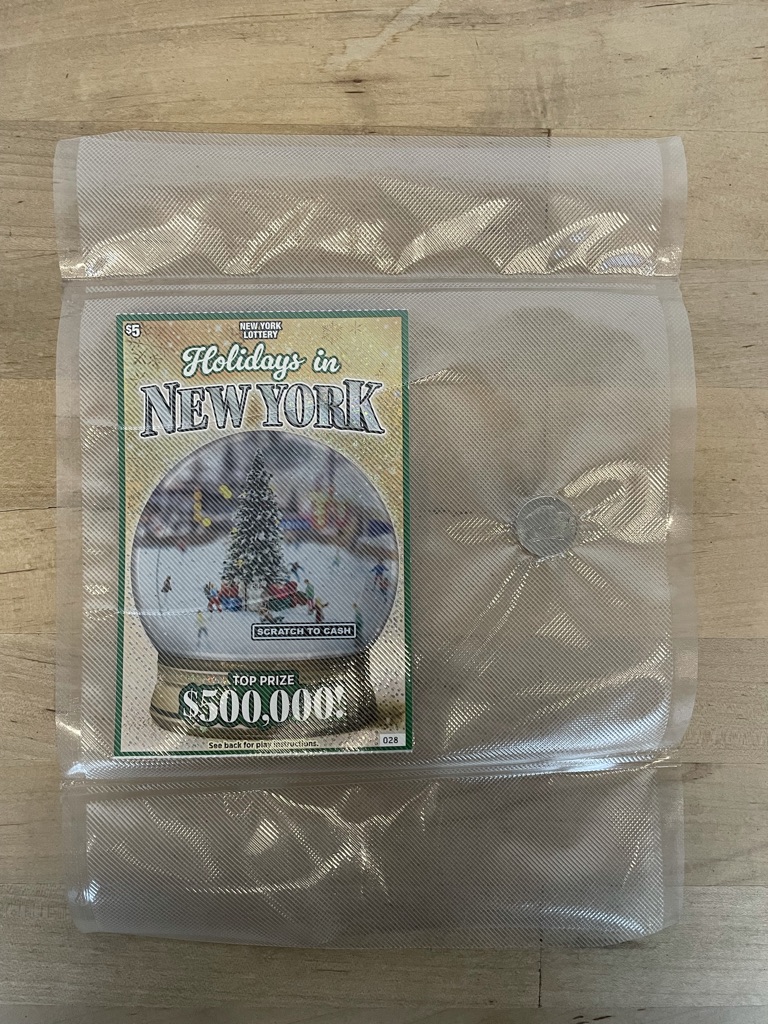 $5
NEW YORK
LOTTERY
Holidays in
NEW YORK
SCRATCH TO CASH
TOP PRIZE
$500,000!
See back for play instructions.
028